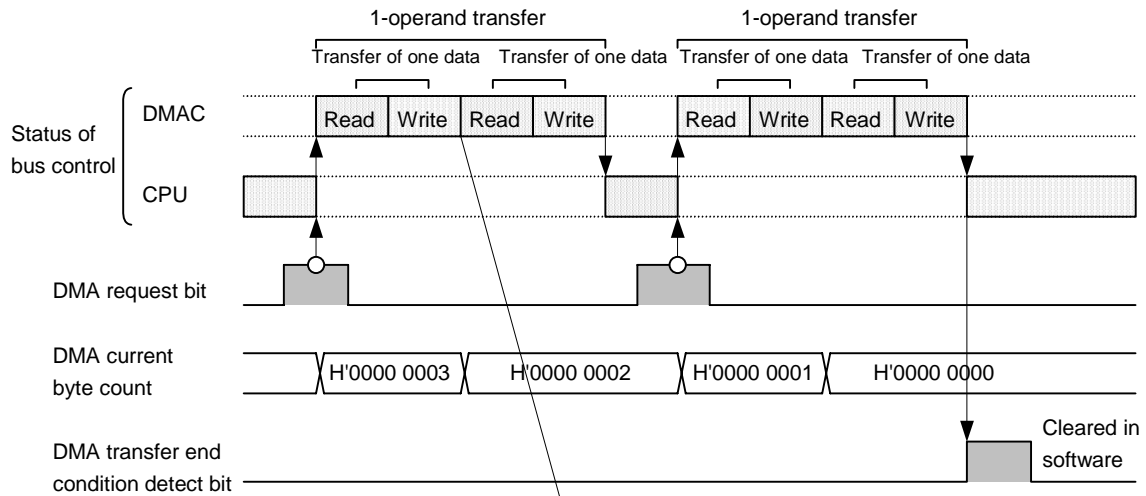 1-operand transfer 1-operand transfer
Transfer of one data Transfer of one data Transfer of one data Transfer of one data
Status of
bus control
DMAC
Read Write Read Write Read Write Read Write
CPU
DMA request bit
DMA current
byte count
H'0000 0003 H'0000 0002 H'0000 0001 H'0000 0000
DMA transfer end
condition detect bit
Cleared in
software